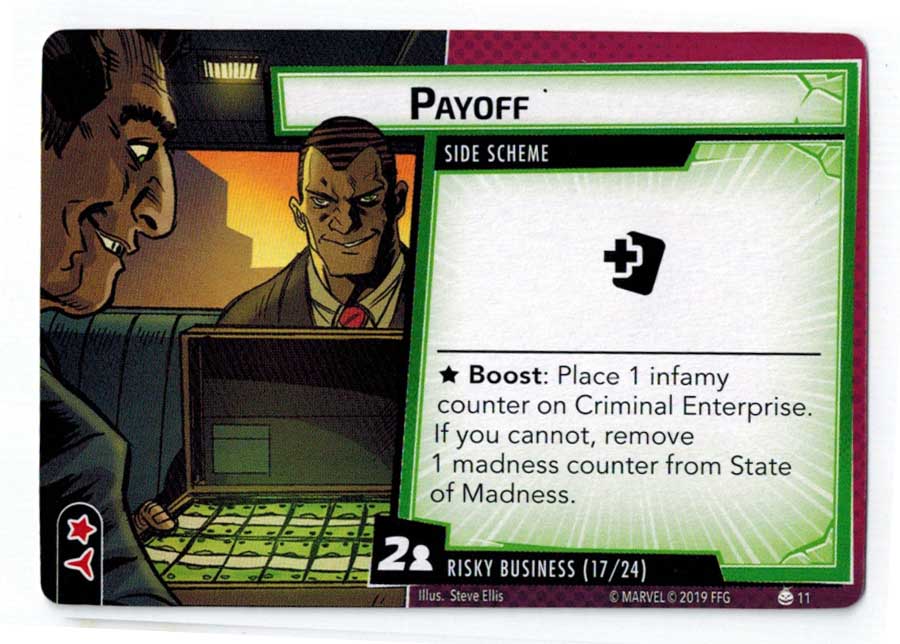 PAYOFF
SIDE SCHEME
★ Boost: Place 1 infamy
counter on Criminal Enterprise.
If you cannot, remove
1 madness counter from State
of Madness.
2
RISKY BUSINESS (17/24)
Illus. Steve Ellis
© MARVEL © 2019 FFG
11